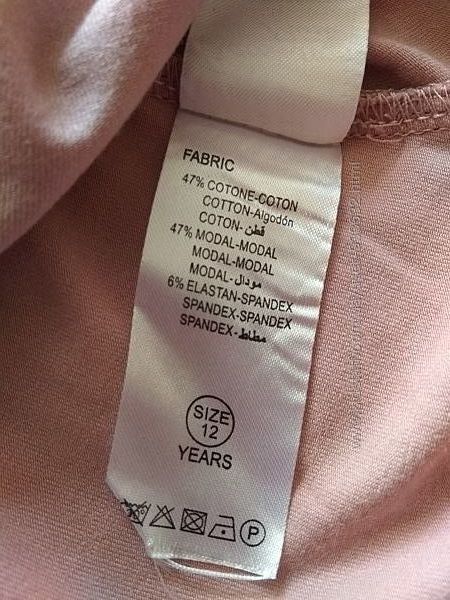 FABRIC
47% COTONE-COTON
COTTON-Algodón
COTON-قطن
47% MODAL-MODAL
MODAL-MODAL
MODAL-مودال
6% ELASTAN-SPANDEX
SPANDEX-SPANDEX
SPANDEX-مطاط
SIZE
12
YEARS
P